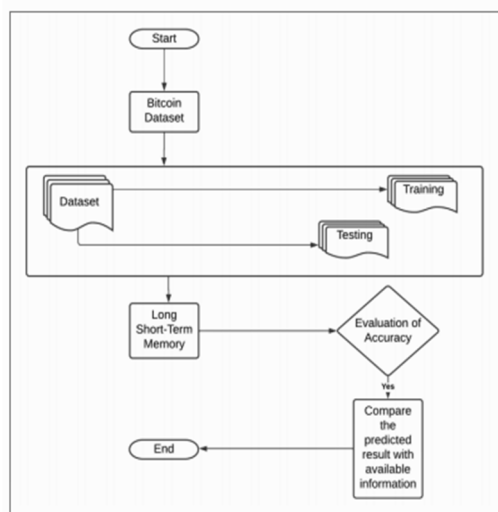 Start
Bitcoin
Dataset
Dataset
Training
Testing
Long
Short-Term
Memory
Evaluation of
Accuracy
Yes
Compare
the
predicted
result with
available
information
End